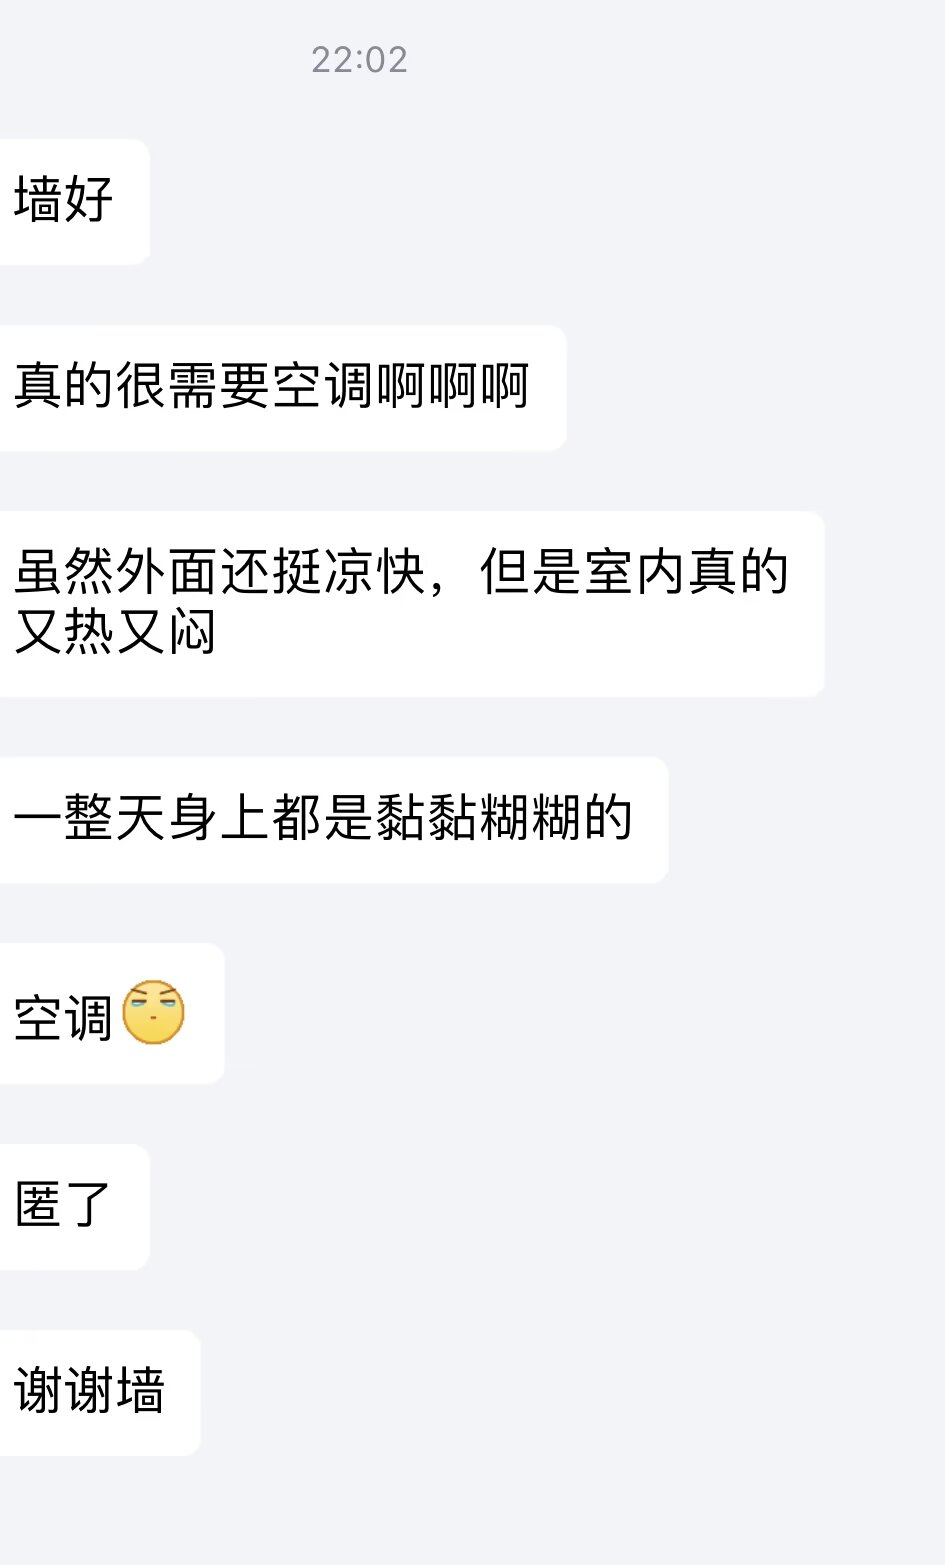 22:02
墙好
真的很需要空调啊啊啊
虽然外面还挺凉快，但是室内真的
又热又闷
一整天身上都是黏黏糊糊的
空调
匿了
谢谢墙